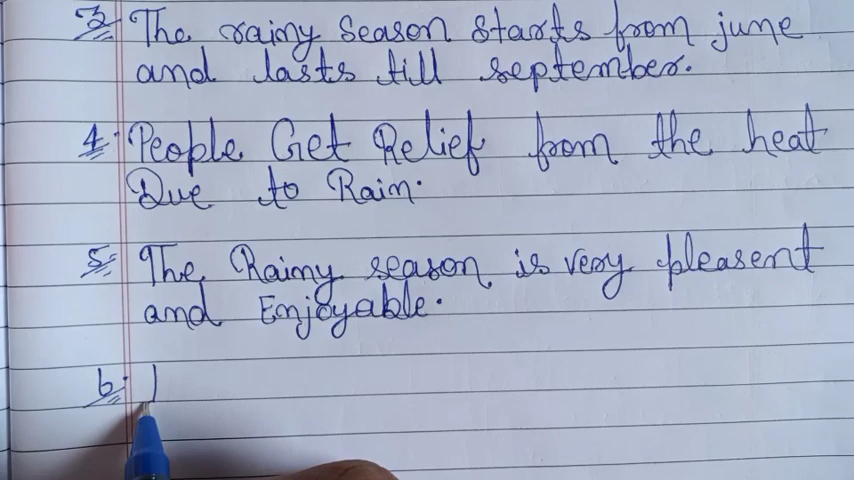 3. The rainy Season starts from june
and lasts till september.
4. People Get Relief from the heat
Due to Rain.
5. The Rainy season is very pleasent
and Enjoyable.
6.